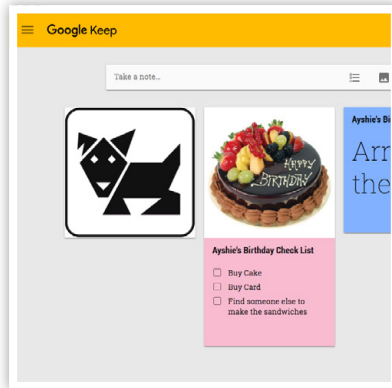 Google Keep
Take a note...
HAPPY
BIRTHDAY
Ayshie's Birthday Check List
Buy Cake
Buy Card
Find someone else to
make the sandwiches
Ayshie's Bi
Arr
the